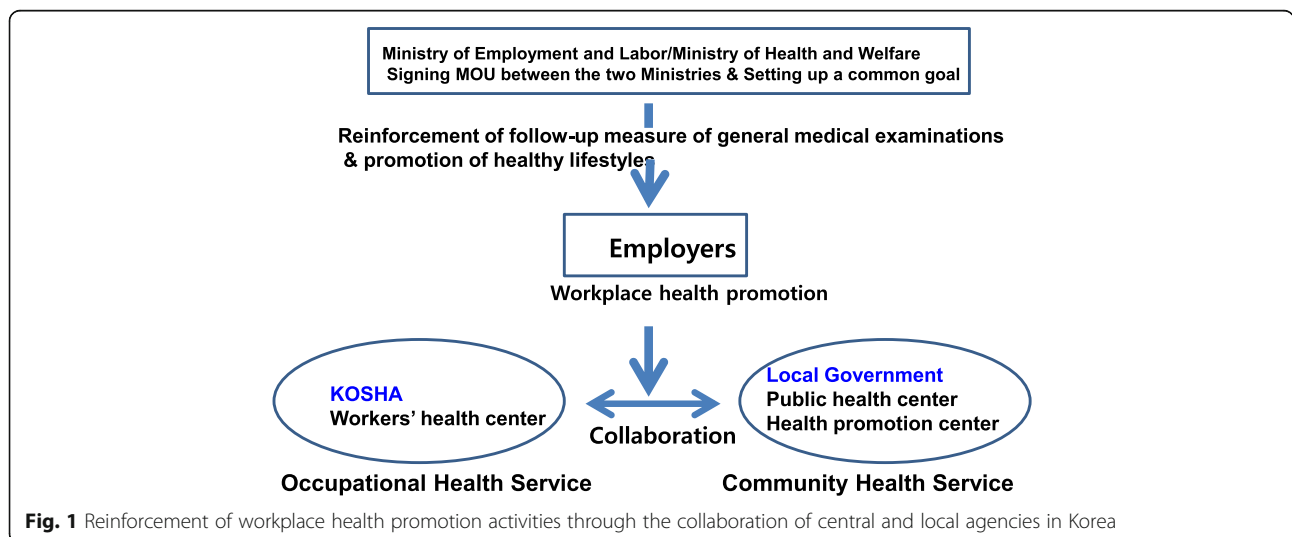 Ministry of Employment and Labor/Ministry of Health and Welfare
Signing MOU between the two Ministries & Setting up a common goal
Reinforcement of follow-up measure of general medical examinations
& promotion of healthy lifestyles
Employers
Workplace health promotion
KOSHA
Workers' health center
Collaboration
Local Government
Public health center
Health promotion center
Occupational Health Service
Community Health Service
Fig. 1 Reinforcement of workplace health promotion activities through the collaboration of central and local agencies in Korea